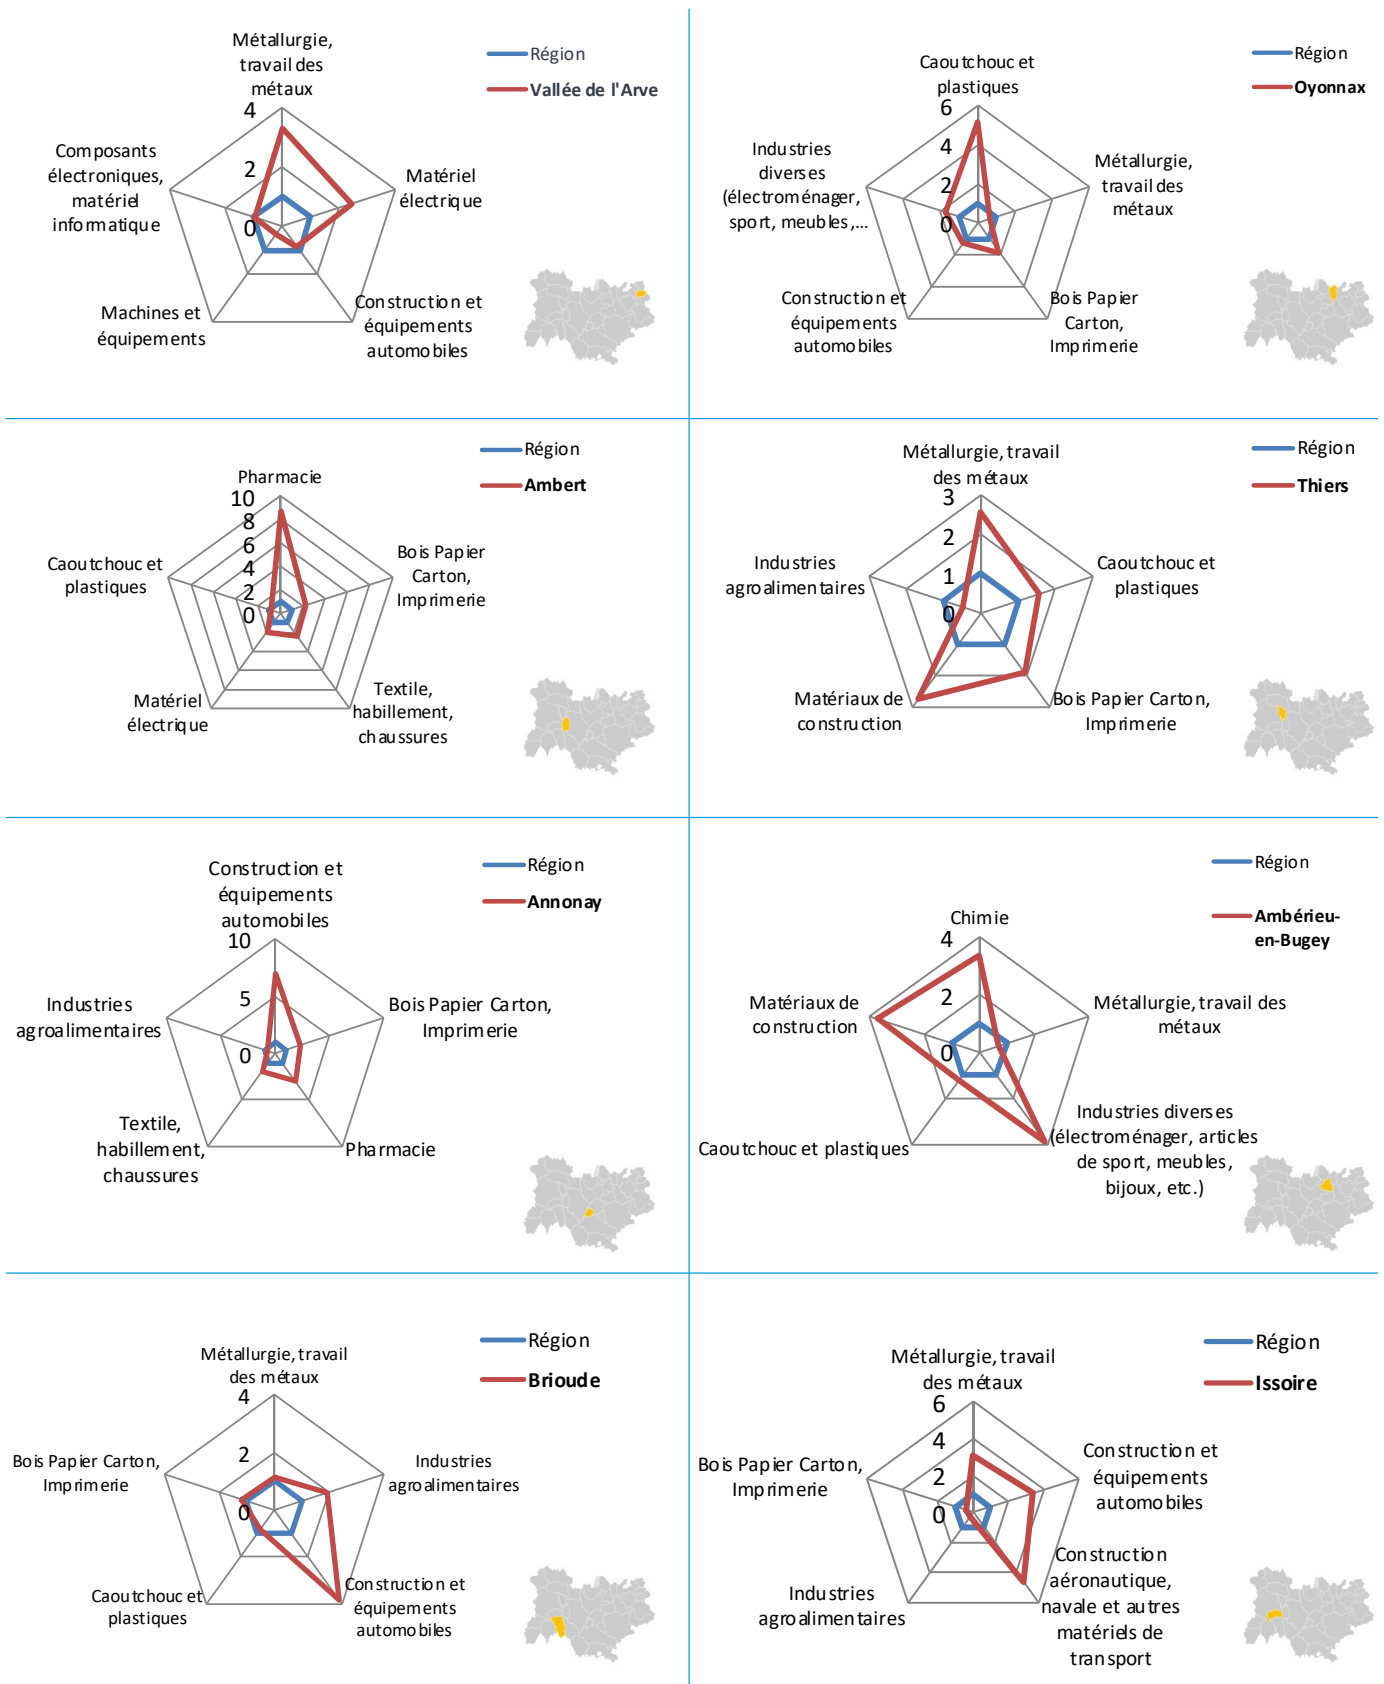 Métallurgie,
travail des
métaux
Région
Vallée de l'Arve
4
2
0
Composants
électroniques,
matériel
informatique
Matériel
électrique
Machines et
équipements
Construction et
équipements
automobiles
Caoutchouc et
plastiques
Région
Oyonnax
6
4
2
0
Industries
diverses
(électroménager,
sport, meubles,...
Métallurgie,
travail des
métaux
Construction et
équipements
automobiles
Bois Papier
Carton,
Imprimerie
Pharmacie
Région
Ambert
10
8
6
4
2
0
Caoutchouc et
plastiques
Bois Papier
Carton,
Imprimerie
Matériel
électrique
Textile,
habillement,
chaussures
Métallurgie, travail
des métaux
Région
Thiers
3
2
1
0
Industries
agroalimentaires
Caoutchouc et
plastiques
Matériaux de
construction
Bois Papier Carton,
Imprimerie
Construction et
équipements
automobiles
Région
Annonay
10
5
0
Industries
agroalimentaires
Bois Papier Carton,
Imprimerie
Textile,
habillement,
chaussures
Pharmacie
Chimie
Région
Ambérieu-
en-Bugey
4
2
0
Matériaux de
construction
Métallurgie, travail des
métaux
Caoutchouc et plastiques
Industries diverses
(électroménager, articles
de sport, meubles,
bijoux, etc.)
Métallurgie, travail
des métaux
Région
Brioude
4
2
0
Bois Papier Carton,
Imprimerie
Industries
agroalimentaires
Caoutchouc et
plastiques
Construction et
équipements
automobiles
Métallurgie, travail
des métaux
Région
Issoire
6
4
2
0
Bois Papier Carton,
Imprimerie
Construction et
équipements
automobiles
Industries
agroalimentaires
Construction
aéronautique,
navale et autres
matériels de
transport